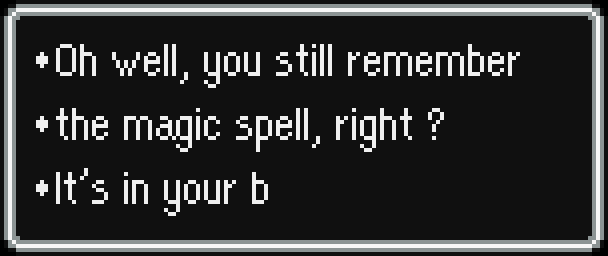 •Oh well, you still remember
•the magic spell, right ?
•It's in your b